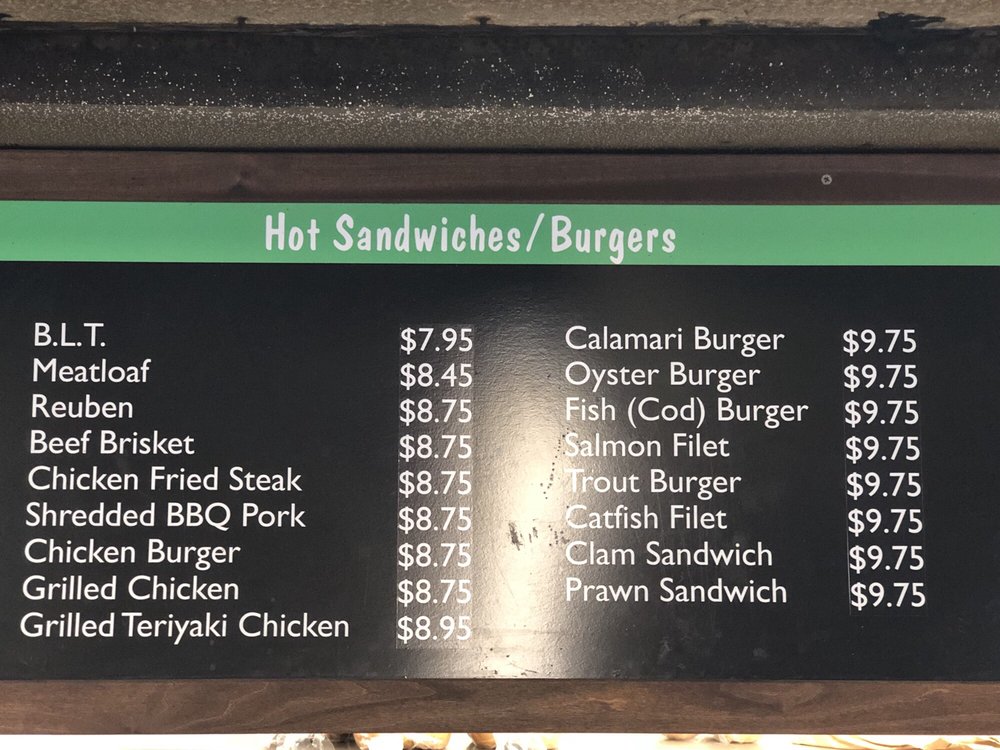 Hot Sandwiches/Burgers
B.L.T. $7.95
Meatloaf $8.45
Reuben $8.75
Beef Brisket $8.75
Chicken Fried Steak $8.75
Shredded BBQ Pork $8.75
Chicken Burger $8.75
Grilled Chicken $8.75
Grilled Teriyaki Chicken $8.95
Calamari Burger $9.75
Oyster Burger $9.75
Fish (Cod) Burger $9.75
Salmon Filet $9.75
Trout Burger $9.75
Catfish Filet $9.75
Clam Sandwich $9.75
Prawn Sandwich $9.75